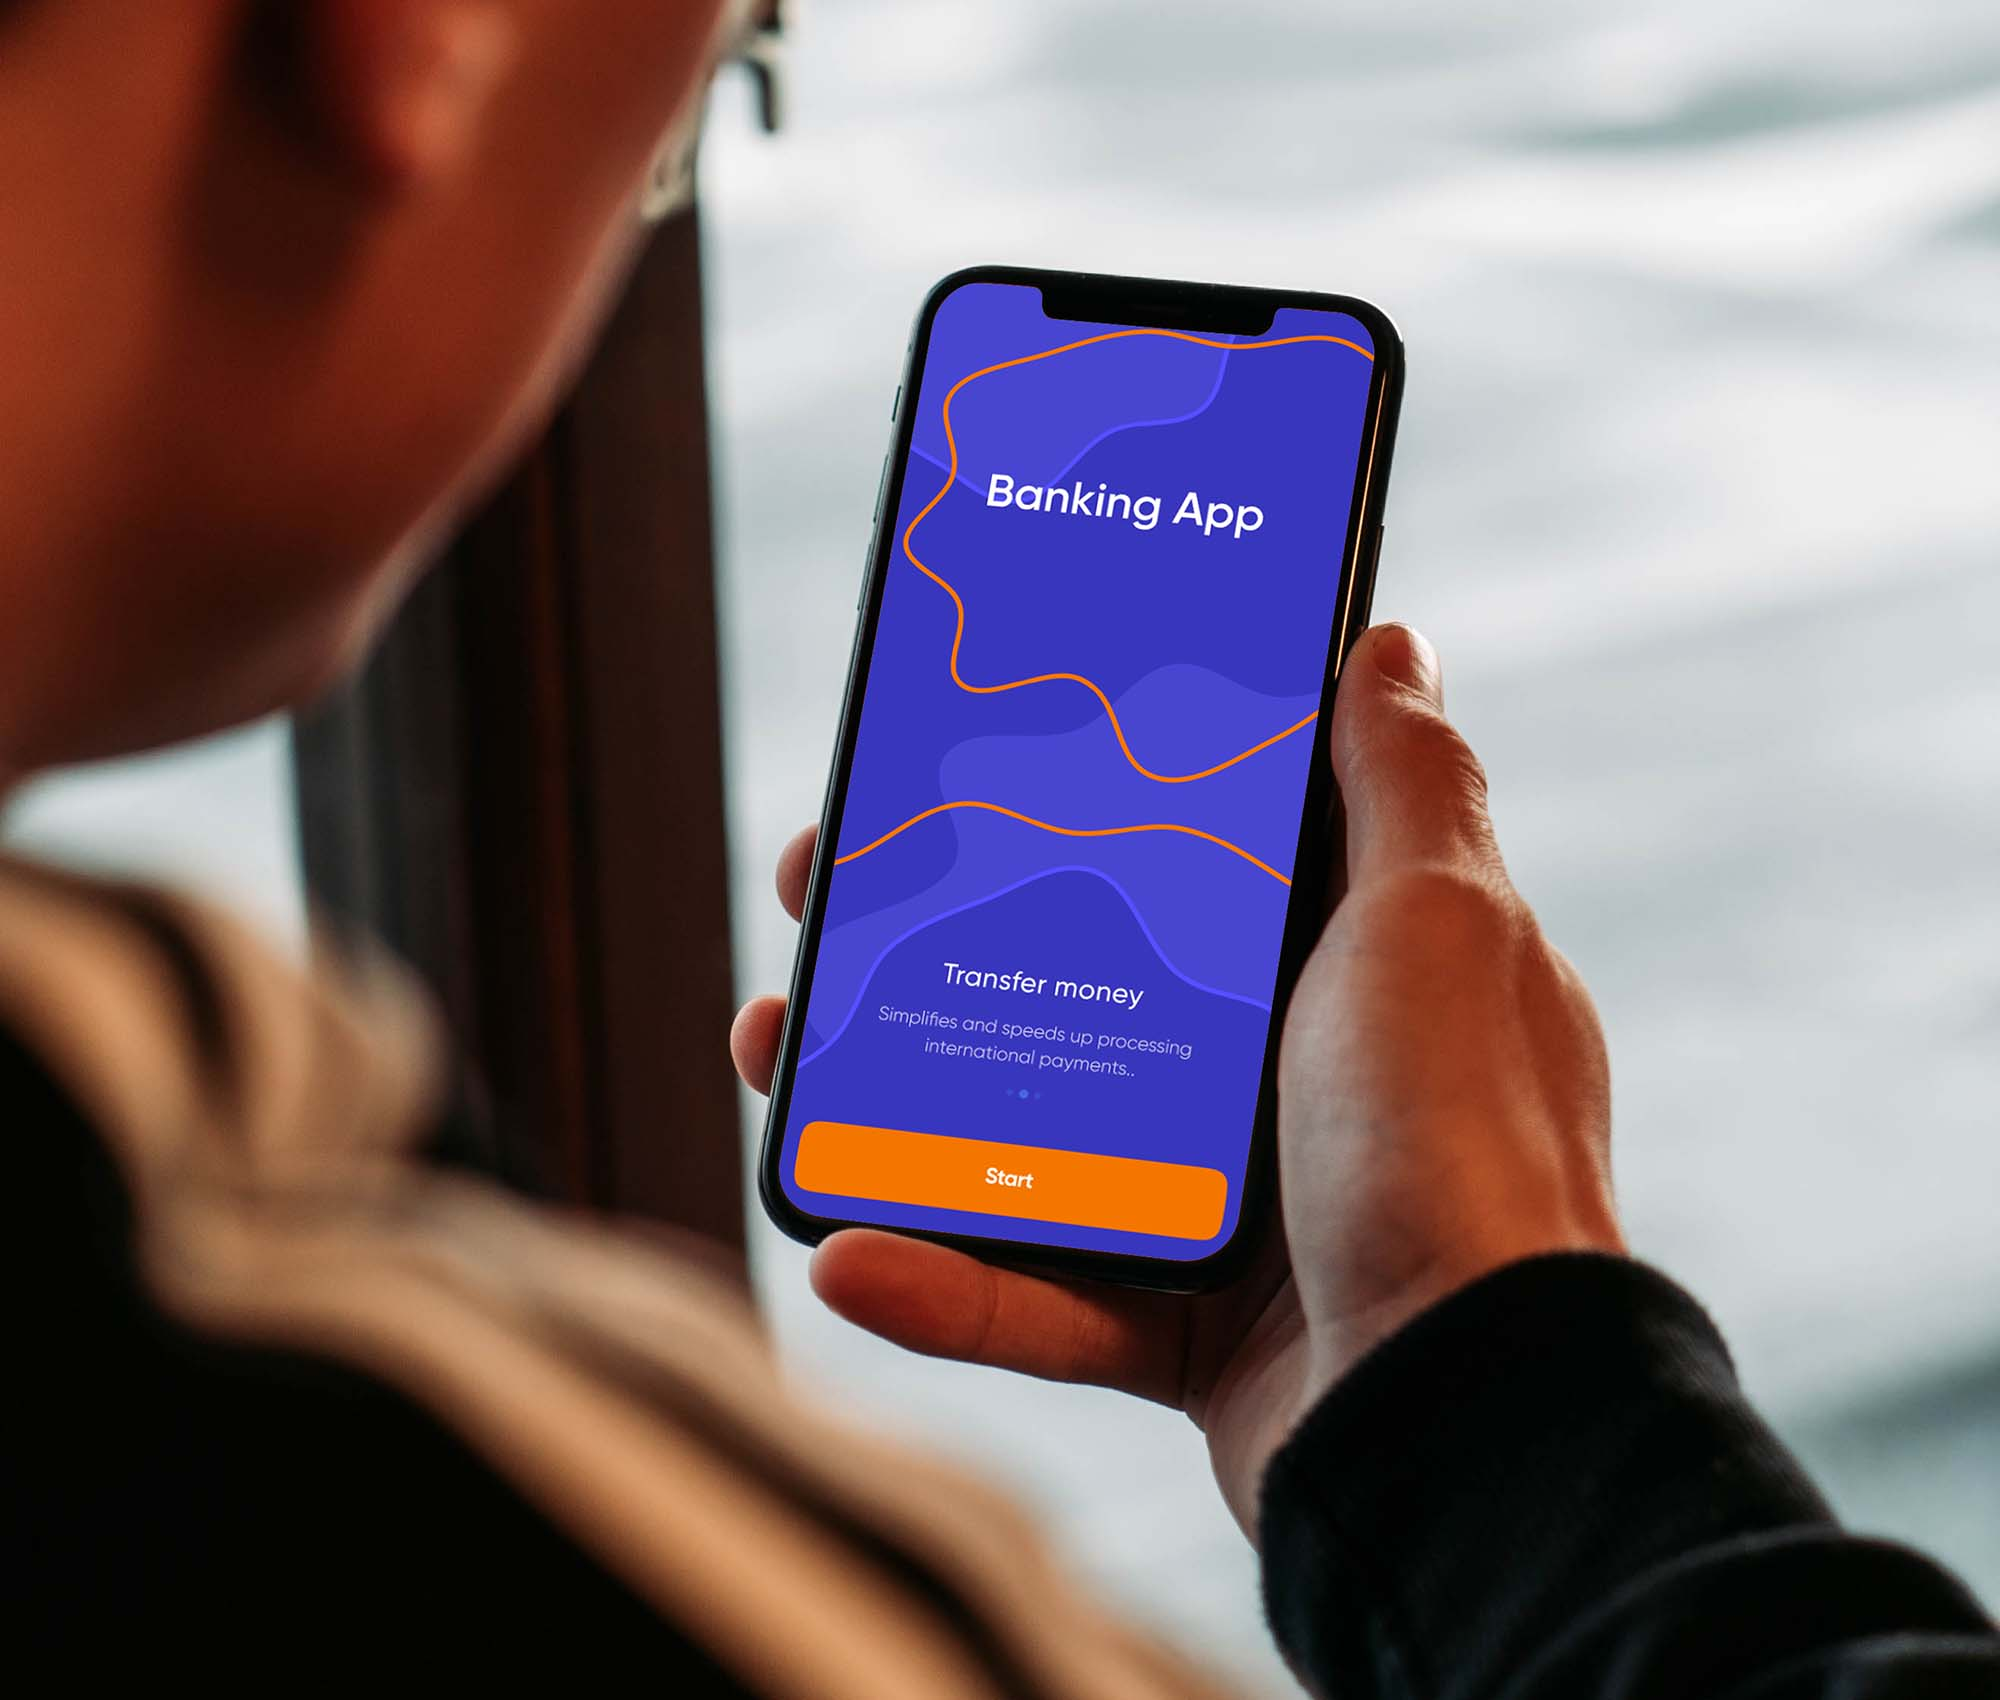 Banking App
Transfer money
Simplifies and speeds up processing
international payments..
Start